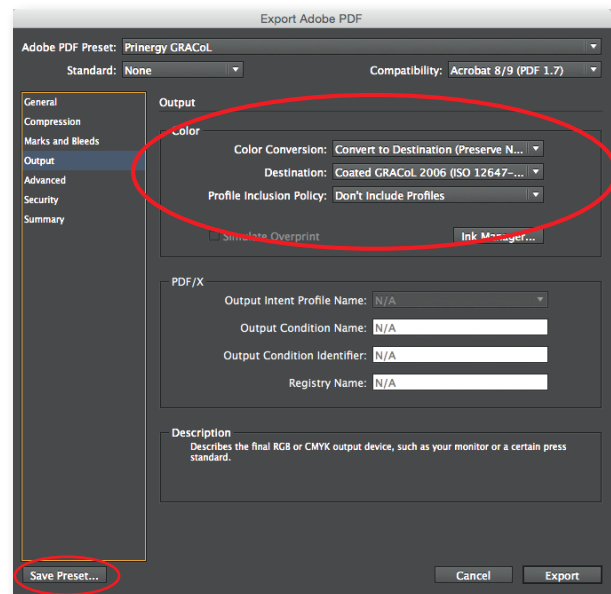 Export Adobe PDF
Adobe PDF Preset: Prinergy GRACoL
Standard: None
Compatibility: Acrobat 8/9 (PDF 1.7)
General
Compression
Marks and Bleeds
Output
Advanced
Security
Summary
Output
Color
Color Conversion: Convert to Destination (Preserve N...
Destination: Coated GRACoL 2006 (ISO 12647-...
Profile Inclusion Policy: Don't Include Profiles
Simulate Overprint
Ink Manager...
PDF/X
Output Intent Profile Name: N/A
Output Condition Name: N/A
Output Condition Identifier: N/A
Registry Name: N/A
Description
Describes the final RGB or CMYK output device, such as your monitor or a certain press
standard.
Save Preset...
Cancel
Export